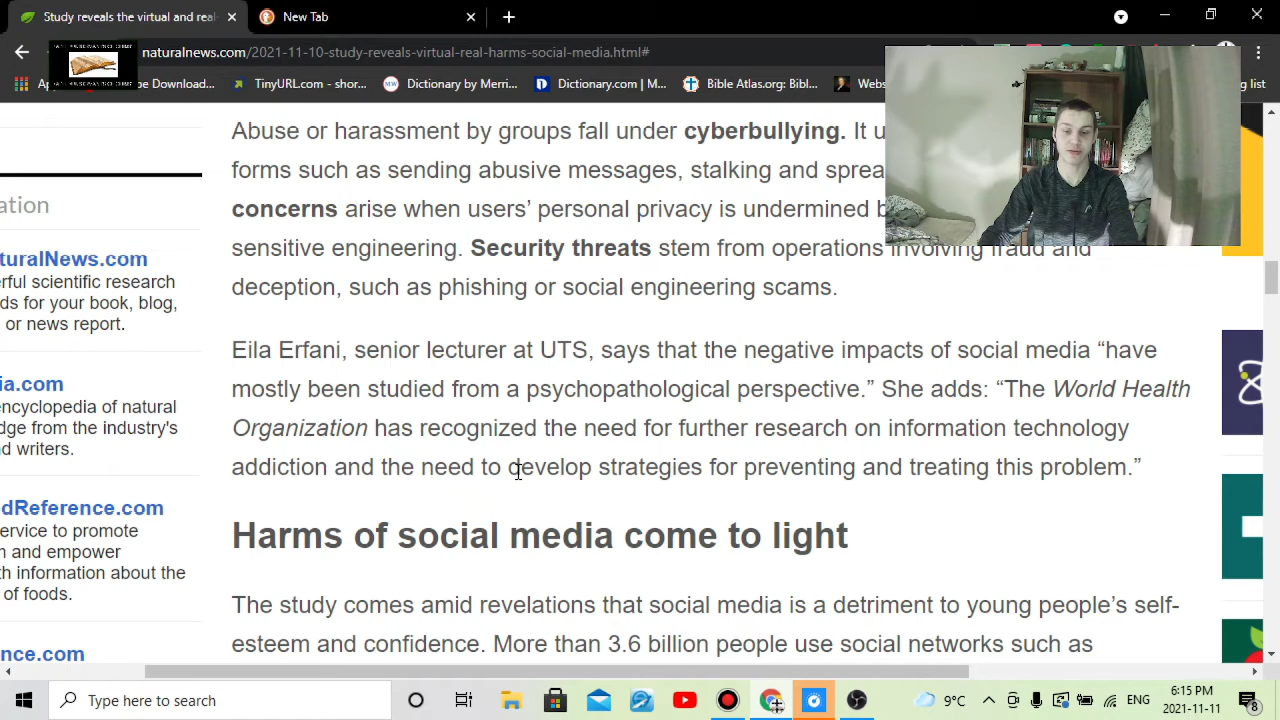 Study reveals the virtual and real
New Tab
naturalnews.com/2021-11-10-study-reveals-virtual-real-harms-social-media.html#
pe Download...
TinyURL.com - shor...
Dictionary by Merri...
Dictionary.com | M...
Bible Atlas.org: Bibl...
Webs
g list
Abuse or harassment by groups fall under cyberbullying. It u
forms such as sending abusive messages, stalking and sprea
concerns arise when users' personal privacy is undermined b
sensitive engineering. Security threats stem from operations involving fraud and
deception, such as phishing or social engineering scams.
Eila Erfani, senior lecturer at UTS, says that the negative impacts of social media “have
mostly been studied from a psychopathological perspective.” She adds: “The World Health
Organization has recognized the need for further research on information technology
addiction and the need to develop strategies for preventing and treating this problem.”
Harms of social media come to light
The study comes amid revelations that social media is a detriment to young people’s self-
esteem and confidence. More than 3.6 billion people use social networks such as
ation
turalNews.com
erful scientific research
ds for your book, blog,
or news report.
ia.com
encyclopedia of natural
dge from the industry's
nd writers.
dReference.com
ervice to promote
n and empower
th information about the
of foods.
nce.com
Type here to search
9°C
ENG
6:15 PM
2021-11-11
8